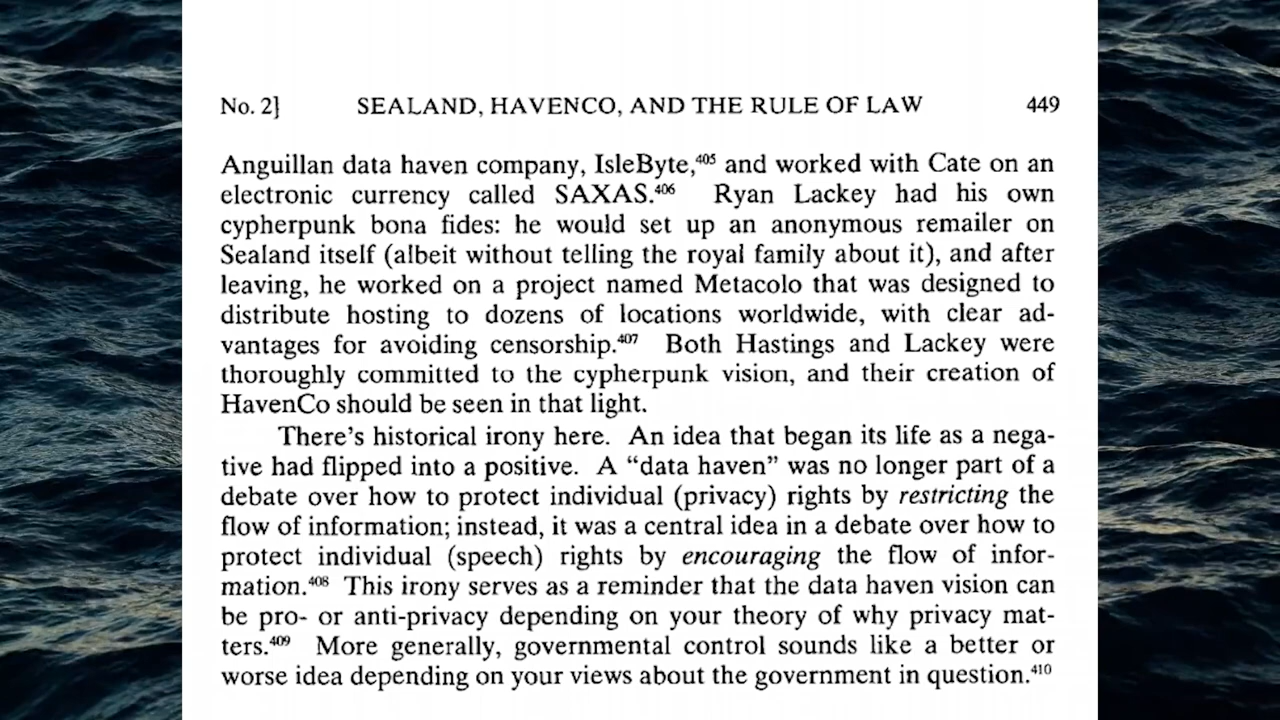 No. 2] SEALAND, HAVENCO, AND THE RULE OF LAW 449
Anguillan data haven company, IsleByte,⁴⁰⁵ and worked with Cate on an
electronic currency called SAXAS.⁴⁰⁶ Ryan Lackey had his own
cypherpunk bona fides: he would set up an anonymous remailer on
Sealand itself (albeit without telling the royal family about it), and after
leaving, he worked on a project named Metacolo that was designed to
distribute hosting to dozens of locations worldwide, with clear ad-
vantages for avoiding censorship.⁴⁰⁷ Both Hastings and Lackey were
thoroughly committed to the cypherpunk vision, and their creation of
HavenCo should be seen in that light.
There's historical irony here. An idea that began its life as a nega-
tive had flipped into a positive. A “data haven” was no longer part of a
debate over how to protect individual (privacy) rights by restricting the
flow of information; instead, it was a central idea in a debate over how to
protect individual (speech) rights by encouraging the flow of infor-
mation.⁴⁰⁸ This irony serves as a reminder that the data haven vision can
be pro- or anti-privacy depending on your theory of why privacy mat-
ters.⁴⁰⁹ More generally, governmental control sounds like a better or
worse idea depending on your views about the government in question.⁴¹⁰